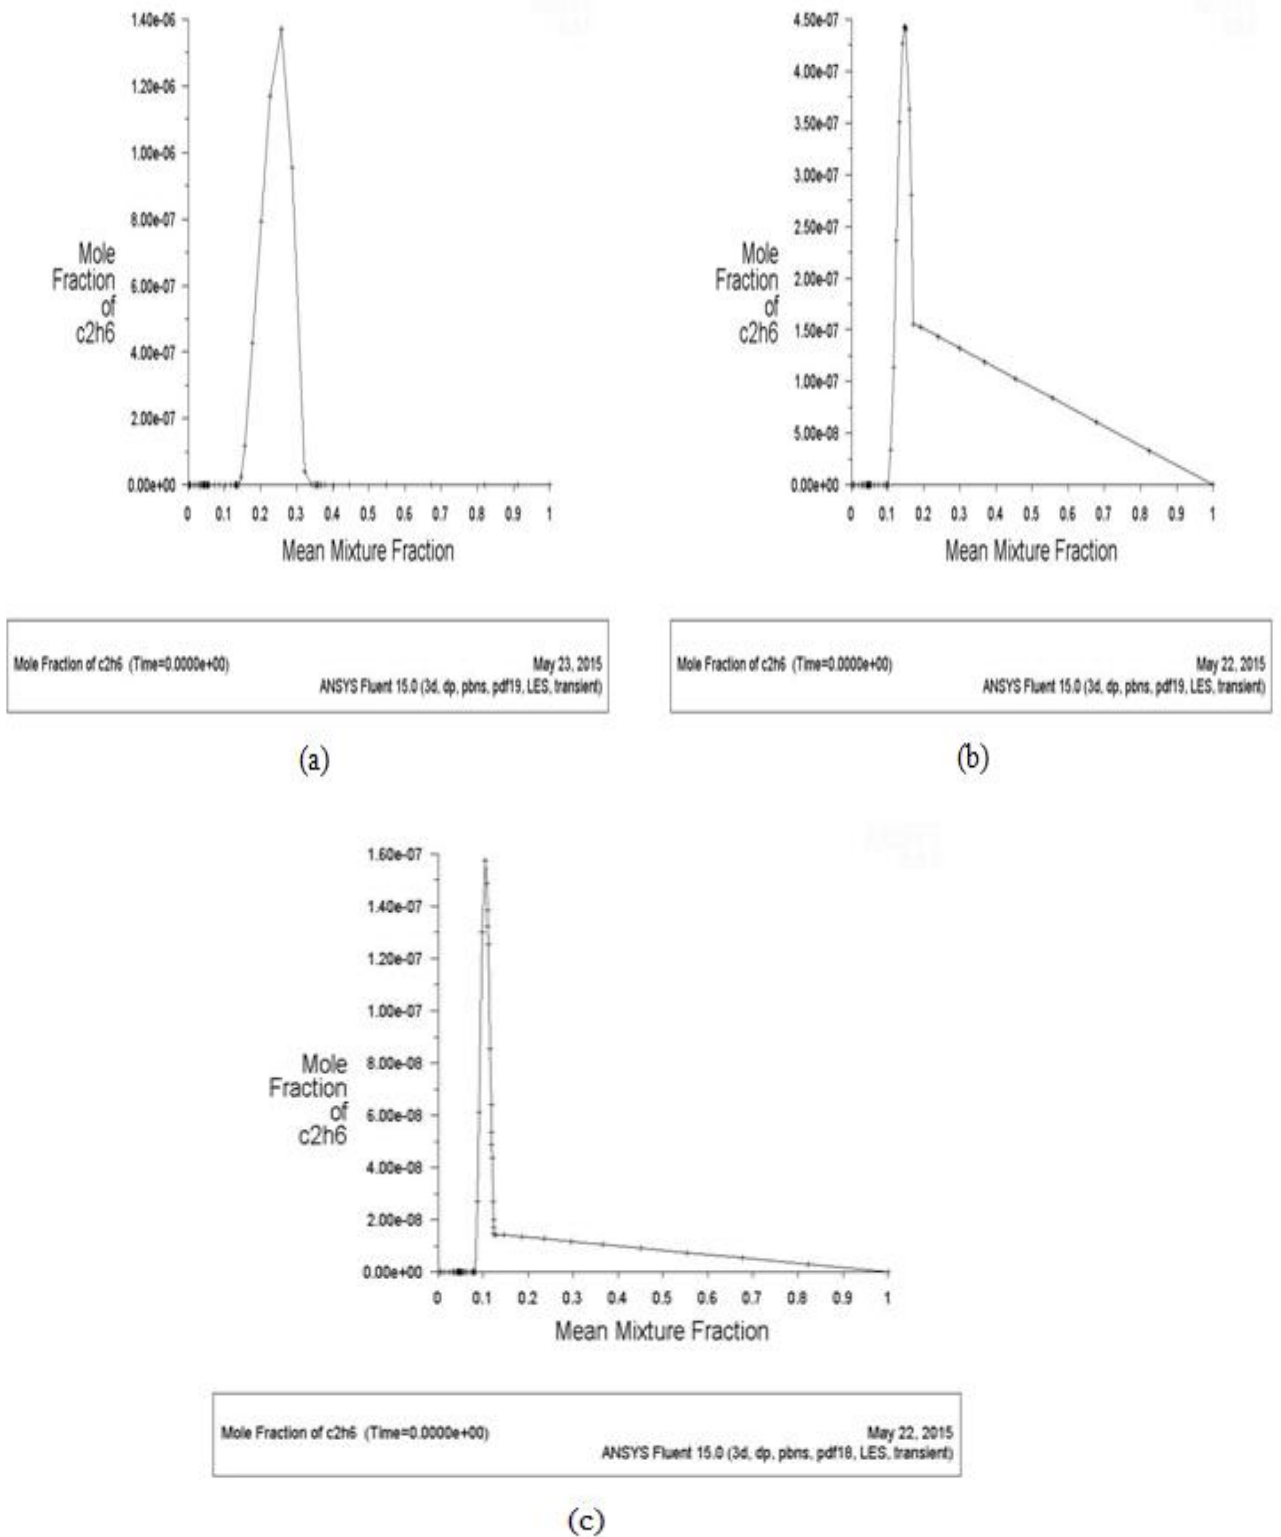 1.40e-06
1.20e-06
1.00e-06
8.00e-07
6.00e-07
4.00e-07
2.00e-07
0.00e+00
Mole
Fraction
of
c2h6
0 0.1 0.2 0.3 0.4 0.5 0.6 0.7 0.8 0.9 1
Mean Mixture Fraction
Mole Fraction of c2h6 (Time=0.0000e+00)
May 23, 2015
ANSYS Fluent 15.0 (3d, dp, pbns, pdf19, LES, transient)
(a)
4.50e-07
4.00e-07
3.50e-07
3.00e-07
2.50e-07
2.00e-07
1.50e-07
1.00e-07
5.00e-08
0.00e+00
Mole
Fraction
of
c2h6
0 0.1 0.2 0.3 0.4 0.5 0.6 0.7 0.8 0.9 1
Mean Mixture Fraction
Mole Fraction of c2h6 (Time=0.0000e+00)
May 22, 2015
ANSYS Fluent 15.0 (3d, dp, pbns, pdf19, LES, transient)
(b)
1.60e-07
1.40e-07
1.20e-07
1.00e-07
8.00e-08
6.00e-08
4.00e-08
2.00e-08
0.00e+00
Mole
Fraction
of
c2h6
0 0.1 0.2 0.3 0.4 0.5 0.6 0.7 0.8 0.9 1
Mean Mixture Fraction
Mole Fraction of c2h6 (Time=0.0000e+00)
May 22, 2015
ANSYS Fluent 15.0 (3d, dp, pbns, pdf18, LES, transient)
(c)